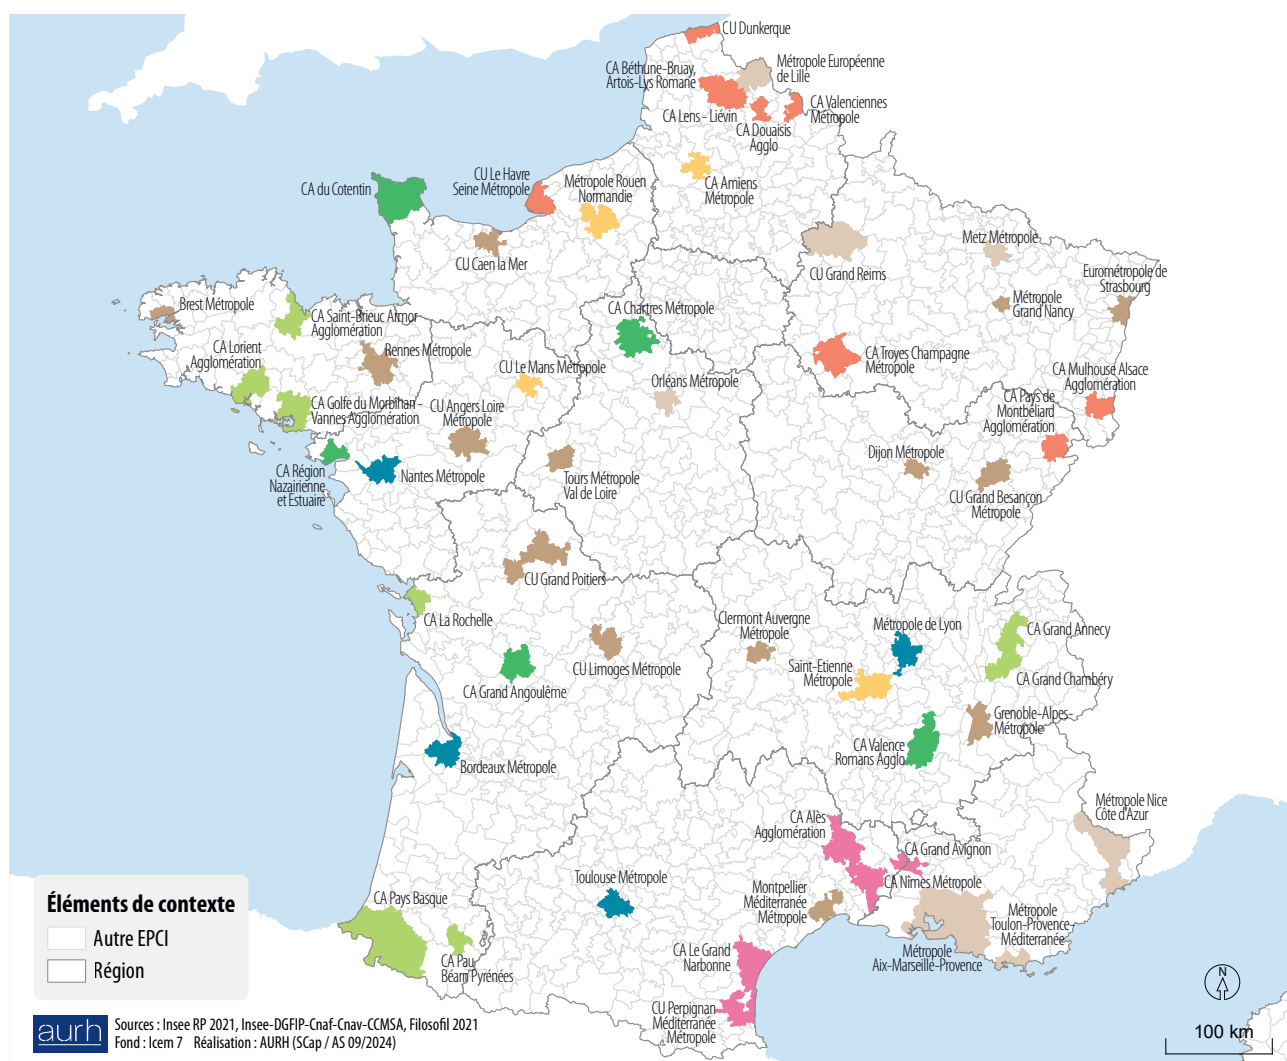 CU Dunkerque
Métropole Européenne
de Lille
CA Béthune-Bruay,
Artois-Lys Romane
CA Lens - Liévin
CA Douaisis
Agglo
CA Valenciennes
Métropole
CA du Cotentin
CU Le Havre
Seine Métropole
Métropole Rouen
Normandie
CA Amiens
Métropole
CU Caen la Mer
CU Grand Reims
Metz Métropole
Métropole
Grand Nancy
Eurométropole de
Strasbourg
Brest Métropole
CA Saint-Brieuc Armor
Agglomération
CA Chartres Métropole
CA Lorient
Agglomération
Rennes Métropole
CU Le Mans Métropole
Orléans Métropole
CA Troyes Champagne
Métropole
CA Mulhouse Alsace
Agglomération
CA Golfe du Morbihan -
Vannes Agglomération
CU Angers Loire
Métropole
CA Pays de
Montbéliard
Agglomération
CA Région
Nazairienne
et Estuaire
Nantes Métropole
Tours Métropole
Val de Loire
Dijon Métropole
CU Grand Besançon
Métropole
CU Grand Poitiers
CA La Rochelle
CA Grand Angoulême
CU Limoges Métropole
Clermont Auvergne
Métropole
Métropole de Lyon
Saint-Etienne
Métropole
CA Grand Annecy
CA Grand Chambéry
Grenoble-Alpes-
Métropole
CA Valence
Romans Agglo
Bordeaux Métropole
CA Alès
Agglomération
CA Grand Avignon
CA Nîmes Métropole
Métropole Nice
Côte d'Azur
Toulouse Métropole
Montpellier
Méditerranée
Métropole
Métropole
Toulon-Provence-
Méditerranée
Métropole
Aix-Marseille-Provence
CA Pays Basque
CA Pau
Béarn Pyrénées
CA Le Grand
Narbonne
CU Perpignan
Méditerranée
Métropole
Éléments de contexte
Autre EPCI
Région
aurh
Sources : Insee RP 2021, Insee-DGFIP-Cnaf-Cnav-CCMSA, Filosofil 2021
Fond : Icem 7 Réalisation : AURH (SCap / AS 09/2024)
N
100 km